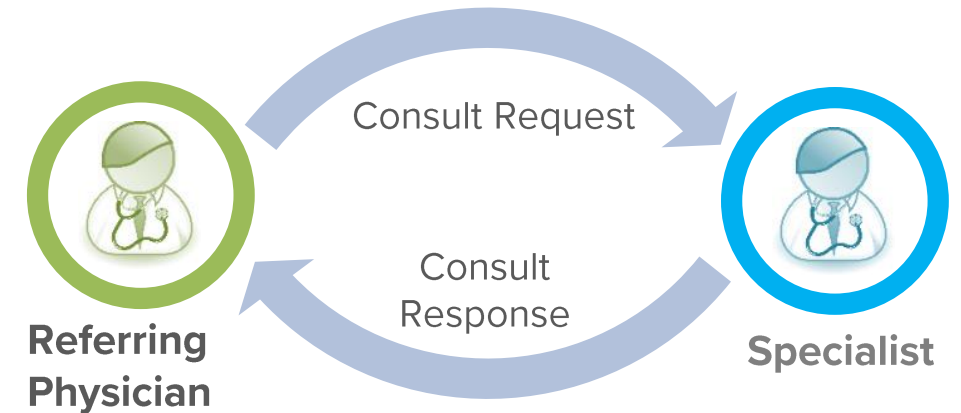 Consult Request
Consult
Response
Referring
Physician
Specialist